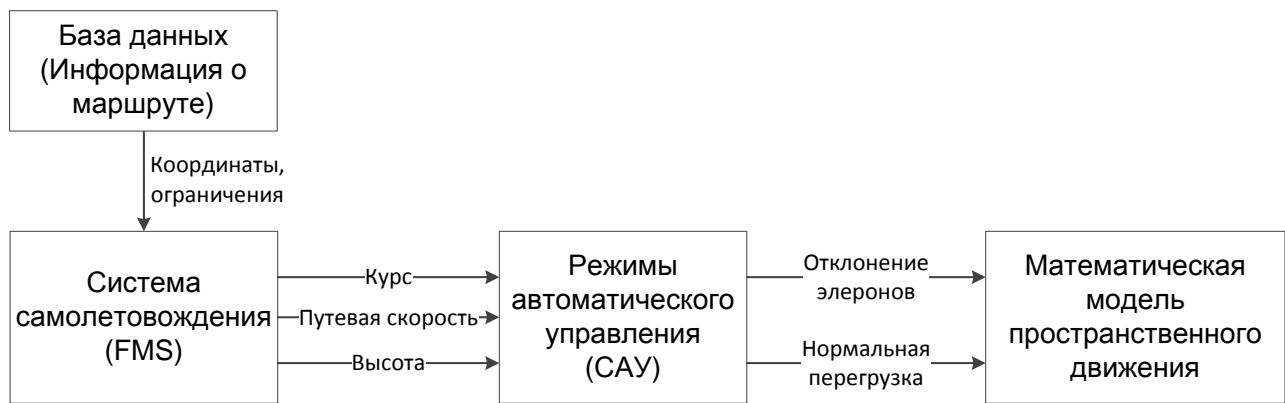 База данных
(Информация о
маршруте)
Координаты,
ограничения
Система
самолетовождения
(FMS)
Курс
Путевая скорость
Высота
Режимы
автоматического
управления
(САУ)
Отклонение
элеронов
Нормальная
перегрузка
Математическая
модель
пространственного
движения